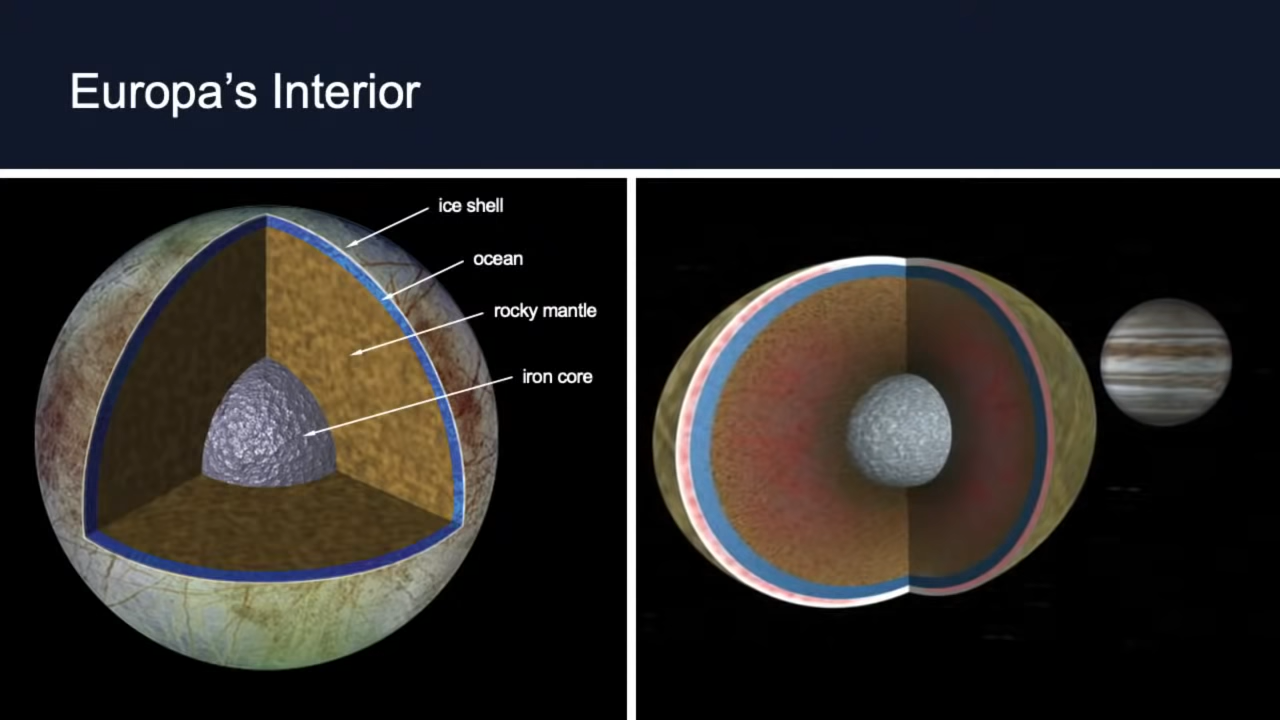 Europa’s Interior
ice shell
ocean
rocky mantle
iron core